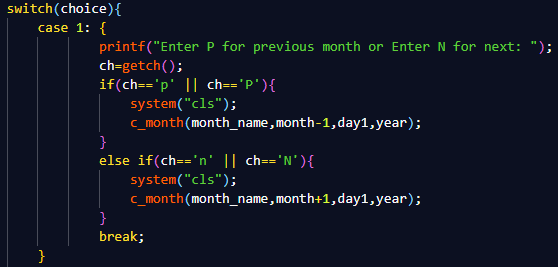 switch(choice){
case 1: {
printf("Enter P for previous month or Enter N for next: ");
ch=getch();
if(ch=='p' || ch=='P'){
system("cls");
c_month(month_name,month-1,day1,year);
}
else if(ch=='n' || ch=='N'){
system("cls");
c_month(month_name,month+1,day1,year);
}
break;
}